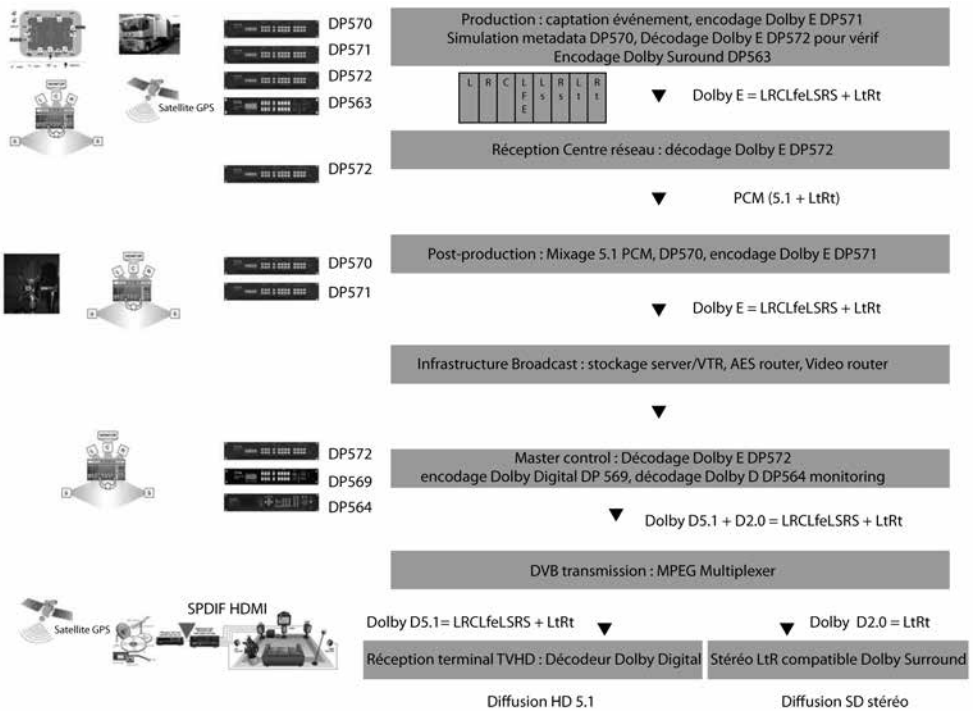 DP570
DP571
DP572
DP563
Satellite GPS
Production : captation événement, encodage Dolby E DP571
Simulation metadata DP570, Décodage Dolby E DP572 pour vérif
Encodage Dolby Suround DP563
L R C LFE Ls Rs Lt Rt
Dolby E = LRCLfeLSRS + LtRt
DP572
Réception Centre réseau : décodage Dolby E DP572
PCM (5.1 + LtRt)
DP570
DP571
Post-production : Mixage 5.1 PCM, DP570, encodage Dolby E DP571
Dolby E = LRCLfeLSRS + LtRt
Infrastructure Broadcast : stockage server/VTR, AES router, Video router
DP572
DP569
DP564
Master control : Décodage Dolby E DP572
encodage Dolby Digital DP 569, décodage Dolby D DP564 monitoring
Dolby D5.1 + D2.0 = LRCLfeLSRS + LtRt
DVB transmission : MPEG Multiplexer
Satellite GPS
SPDIF HDMI
Dolby D5.1= LRCLfeLSRS + LtRt
Dolby D2.0 = LtRt
Réception terminal TVHD : Décodeur Dolby Digital
Stéréo LtR compatible Dolby Surround
Diffusion HD 5.1
Diffusion SD stéréo